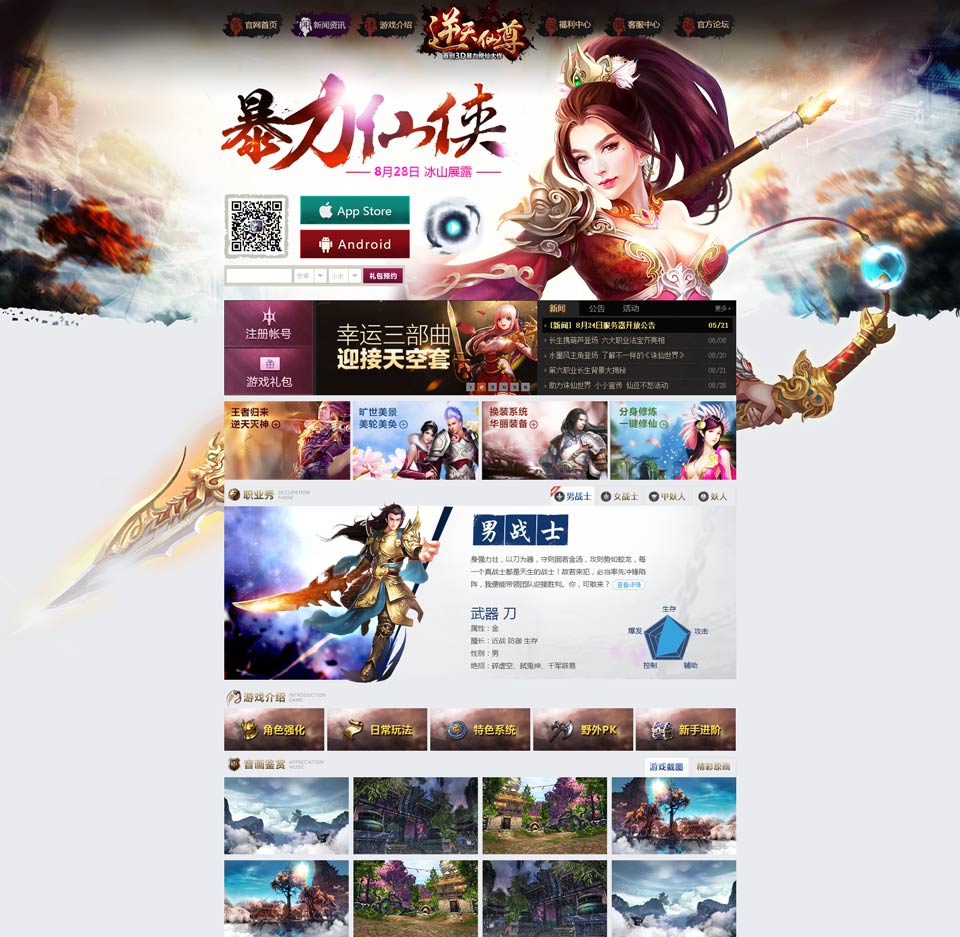 官网首页
新闻资讯
游戏介绍
逆天仙尊
首创3D暴力修仙大作
福利中心
客服中心
官方论坛
暴力仙侠
8月28日 冰山展露
App Store
Android
安卓
小米
礼包预约
注册帐号
游戏礼包
幸运三部曲
迎接天空套
1 2 3 4 5 6
新闻 公告 活动 更多+
[新闻] 8月24日服务器开放公告 05/21
长生携葫芦登场 六大职业法宝齐亮相 06/08
水墨风主角登场 了解不一样的《诛仙世界》 08/20
第六职业长生背景大揭秘 08/21
助力诛仙世界 小小宣传 仙豆不愁活动 08/28
王者归来
逆天灭神
旷世美景
美轮美奂
换装系统
华丽装备
分身修炼
一键修仙
职业秀
OCCUPATION
SHOW
男战士
女战士
甲妖人
妖人
男战士
身强力壮，以刀为器，守则固若金汤，攻则势如蛟龙，每
一个真战士都是天生的战士！故若来犯，必当率先冲锋陷
阵，我便能带领团队迎接胜利。你，可敢来？ 查看详情
武器 刀
属性：金
擅长：近战 防御 生存
性别：男
绝招：碎虚空、弑鬼神、千军辟易
生存
爆发
攻击
控制
辅助
游戏介绍
INTRODUCTION
GAME
角色强化
日常玩法
特色系统
野外PK
新手进阶
音画鉴赏
APPRECIATION
MUSIC
游戏截图
精彩原画